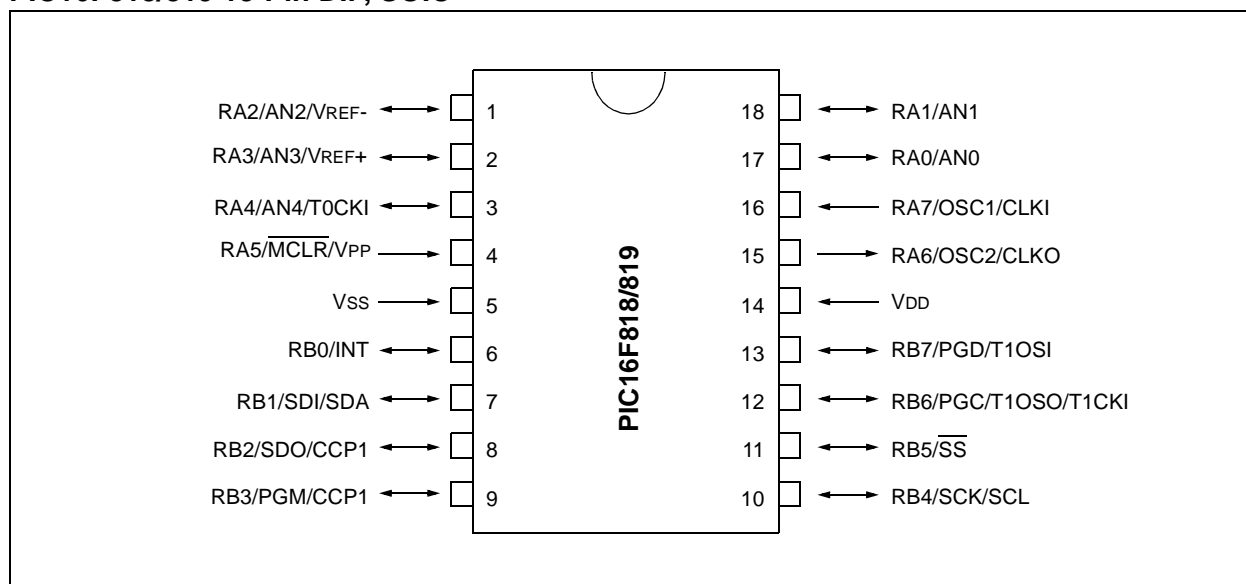 RA2/AN2/VREF- 1 18 RA1/AN1
RA3/AN3/VREF+ 2 17 RA0/AN0
RA4/AN4/T0CKI 3 16 RA7/OSC1/CLKI
RA5/MCLR/VPP 4 15 RA6/OSC2/CLKO
VSS 5 14 VDD
RB0/INT 6 13 RB7/PGD/T1OSI
RB1/SDI/SDA 7 12 RB6/PGC/T1OSO/T1CKI
RB2/SDO/CCP1 8 11 RB5/SS
RB3/PGM/CCP1 9 10 RB4/SCK/SCL
PIC16F818/819